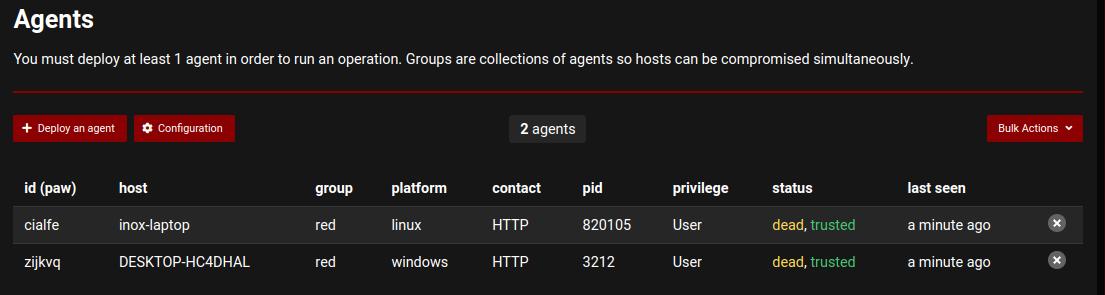 Agents
You must deploy at least 1 agent in order to run an operation. Groups are collections of agents so hosts can be compromised simultaneously.
Deploy an agent Configuration 2 agents Bulk Actions
id (paw) host group platform contact pid privilege status last seen
cialfe inox-laptop red linux HTTP 820105 User dead, trusted a minute ago
zijkvq DESKTOP-HC4DHAL red windows HTTP 3212 User dead, trusted a minute ago